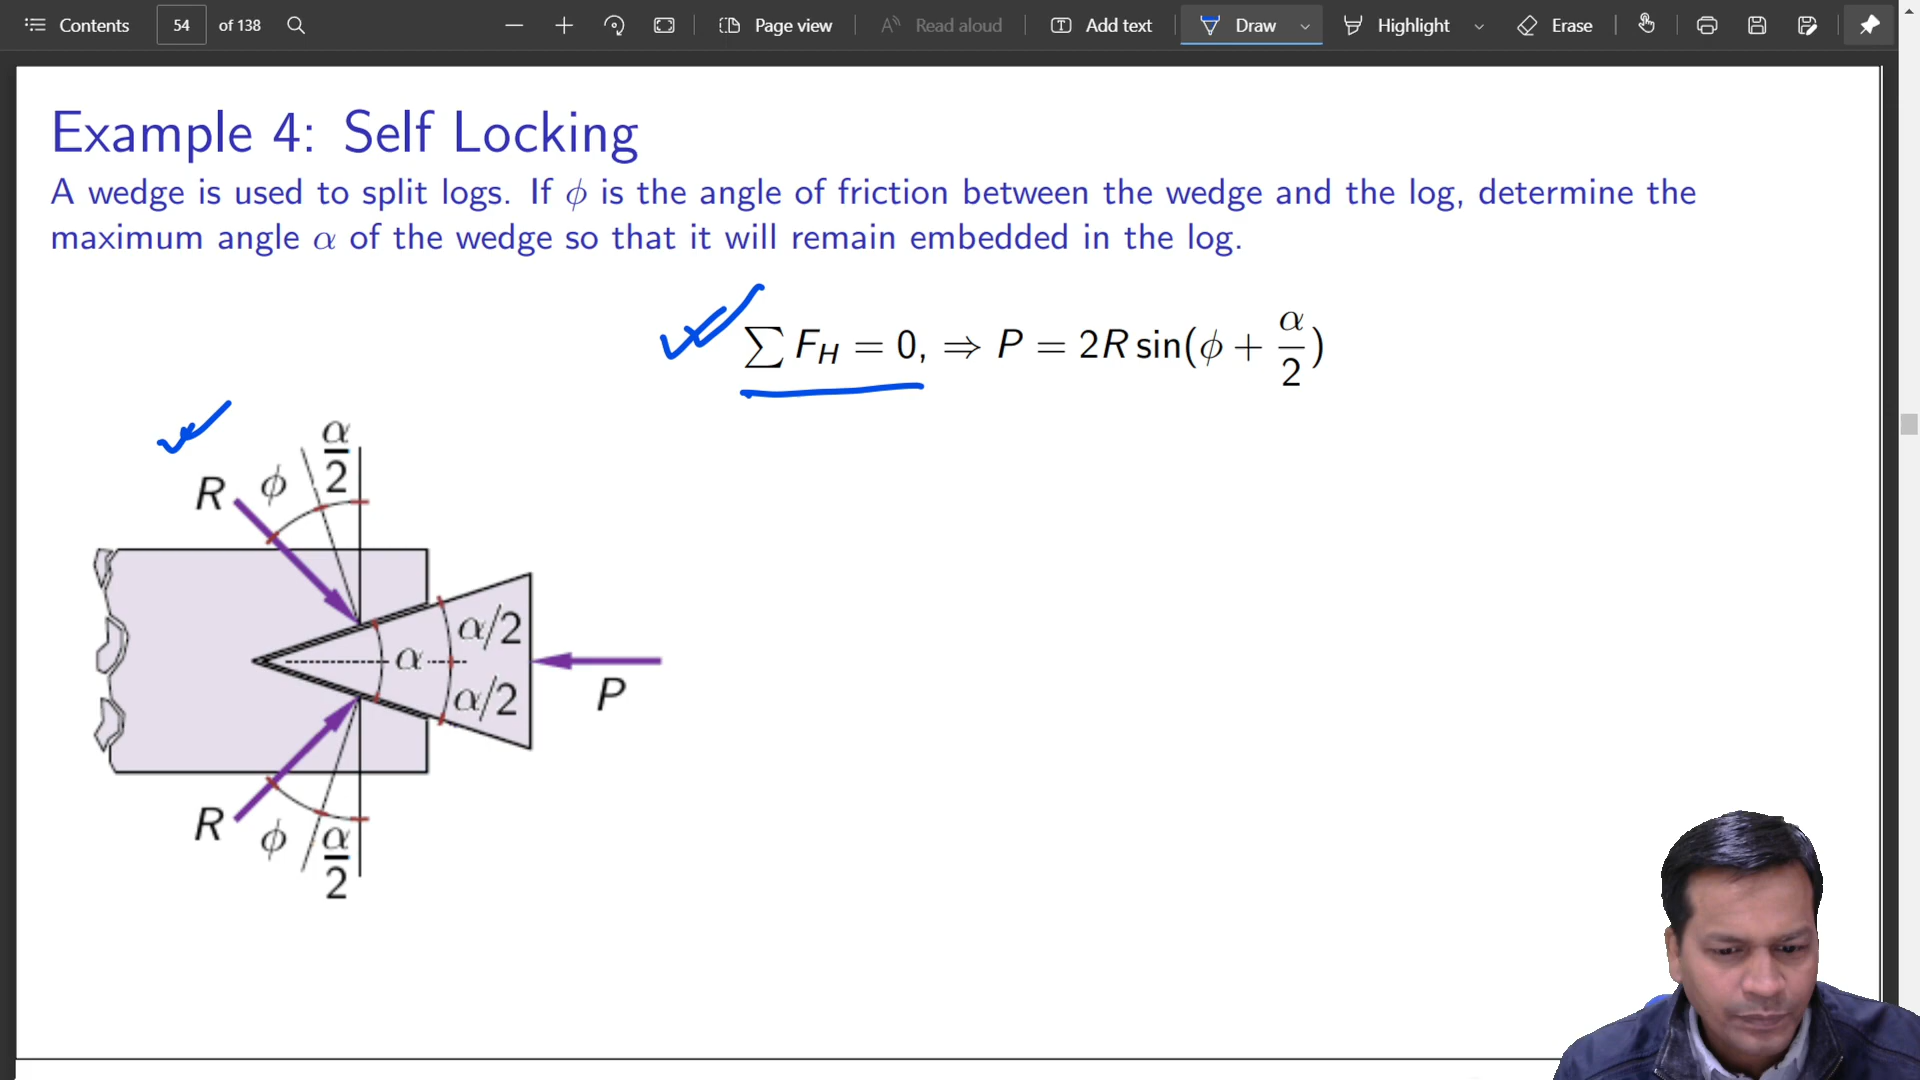 Contents 54 of 138 Page view Read aloud Add text Draw Highlight Erase
Example 4: Self Locking
A wedge is used to split logs. If ϕ is the angle of friction between the wedge and the log, determine the
maximum angle α of the wedge so that it will remain embedded in the log.
∑ F_H = 0, ⇒ P = 2R sin(ϕ + α/2)
α/2
R ϕ
α/2
α
α/2
P
R ϕ α/2